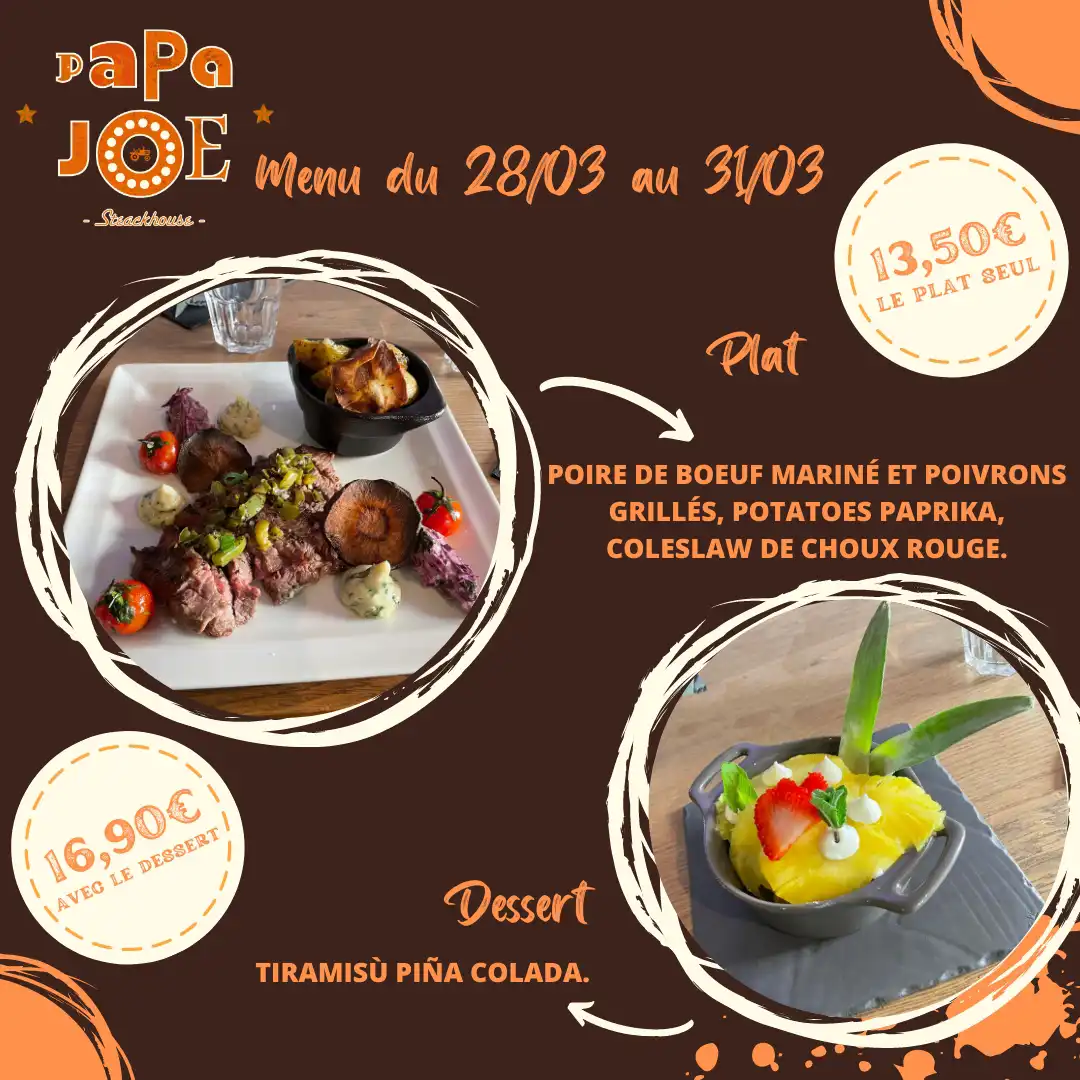 PAPA
JOE
- Steackhouse -
Menu du 28/03 au 31/03
13,50€
LE PLAT SEUL
Plat
POIRE DE BOEUF MARINÉ ET POIVRONS
GRILLÉS, POTATOES PAPRIKA,
COLESLAW DE CHOUX ROUGE.
16,90€
AVEC LE DESSERT
Dessert
TIRAMISÙ PIÑA COLADA.